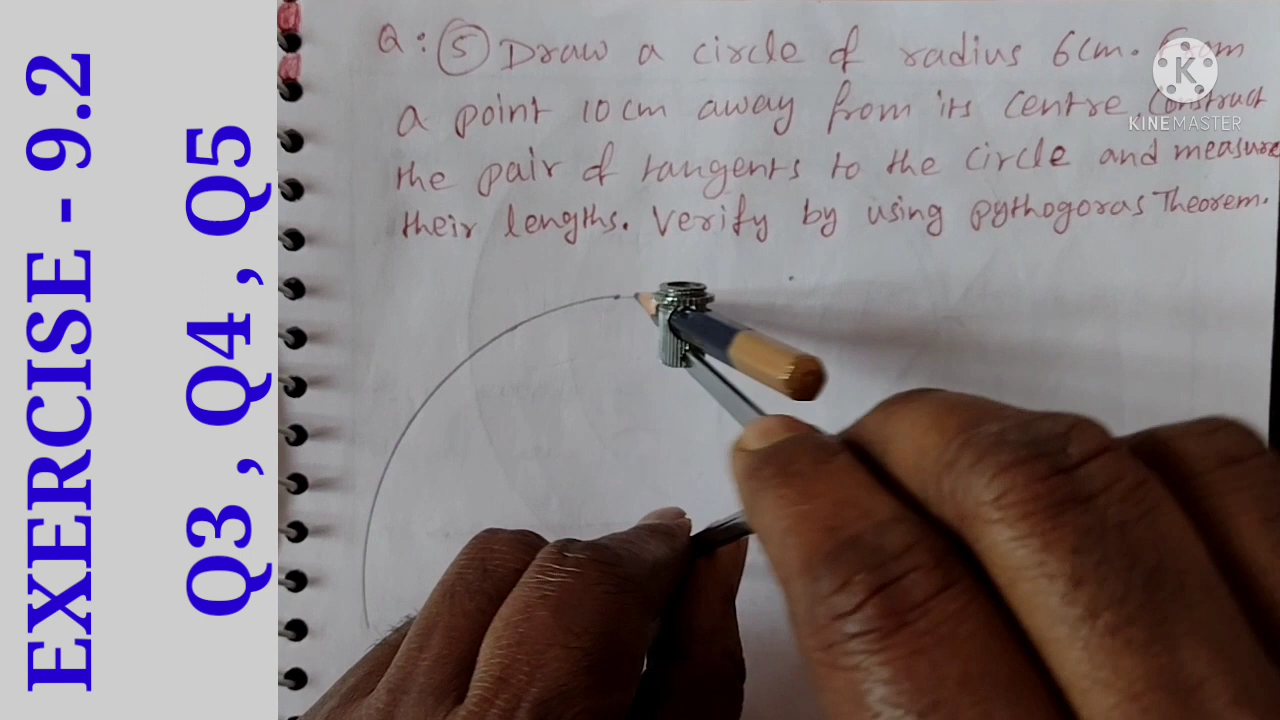 EXERCISE - 9.2
Q3 , Q4 , Q5
Q: ⑤ Draw a circle of radius 6cm. From
a point 10cm away from its centre, construct
the pair of tangents to the circle and measure
their lengths. Verify by using pythogoras Theorem.
K
KINEMASTER